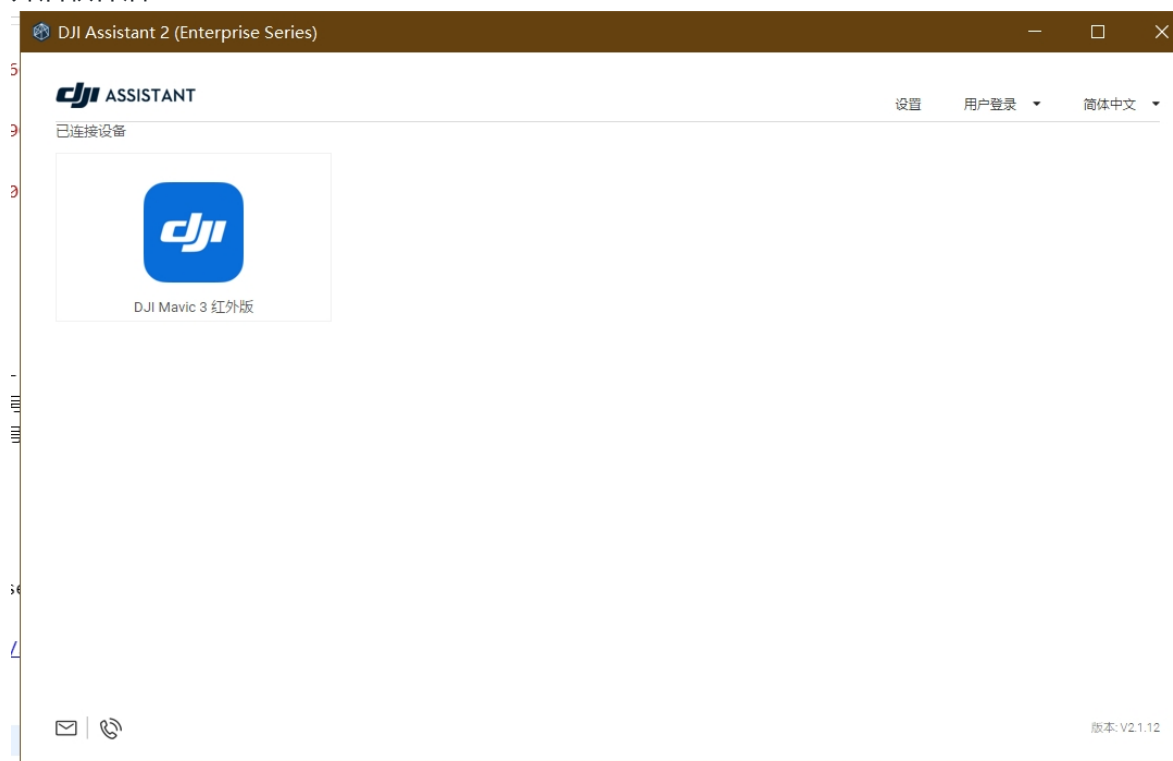 DJI Assistant 2 (Enterprise Series)
dji ASSISTANT
设置 用户登录 简体中文
已连接设备
dji
DJI Mavic 3 红外版
版本: V2.1.12